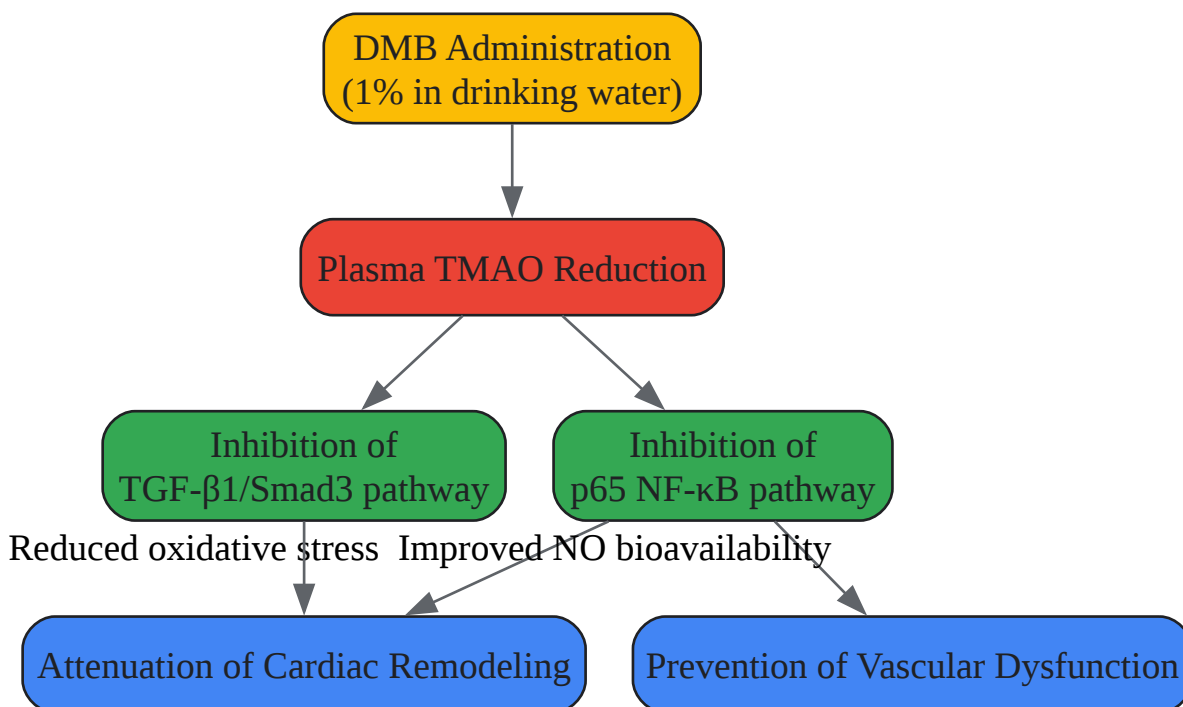 DMB Administration
(1% in drinking water)
Plasma TMAO Reduction
Inhibition of
TGF-β1/Smad3 pathway
Inhibition of
p65 NF-κB pathway
Reduced oxidative stress
Improved NO bioavailability
Attenuation of Cardiac Remodeling
Prevention of Vascular Dysfunction